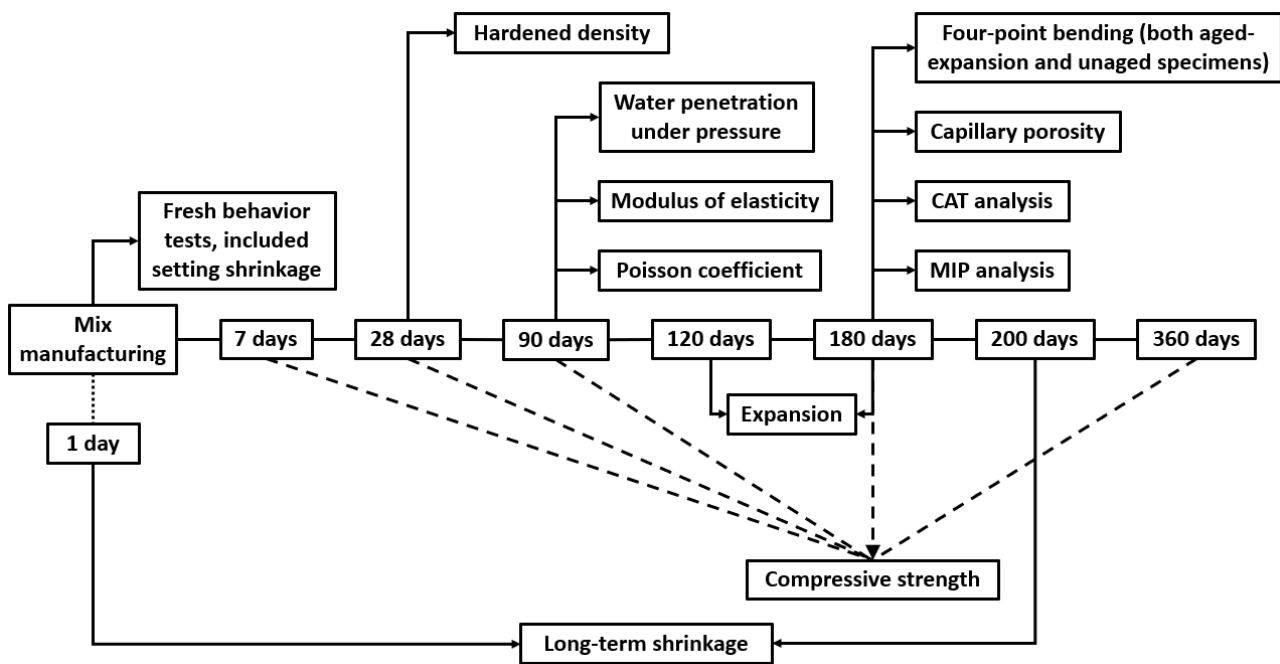 Hardened density
Four-point bending (both aged-
expansion and unaged specimens)
Water penetration
under pressure
Capillary porosity
Fresh behavior
tests, included
setting shrinkage
Modulus of elasticity
CAT analysis
Poisson coefficient
MIP analysis
Mix
manufacturing
7 days
28 days
90 days
120 days
180 days
200 days
360 days
Expansion
1 day
Compressive strength
Long-term shrinkage